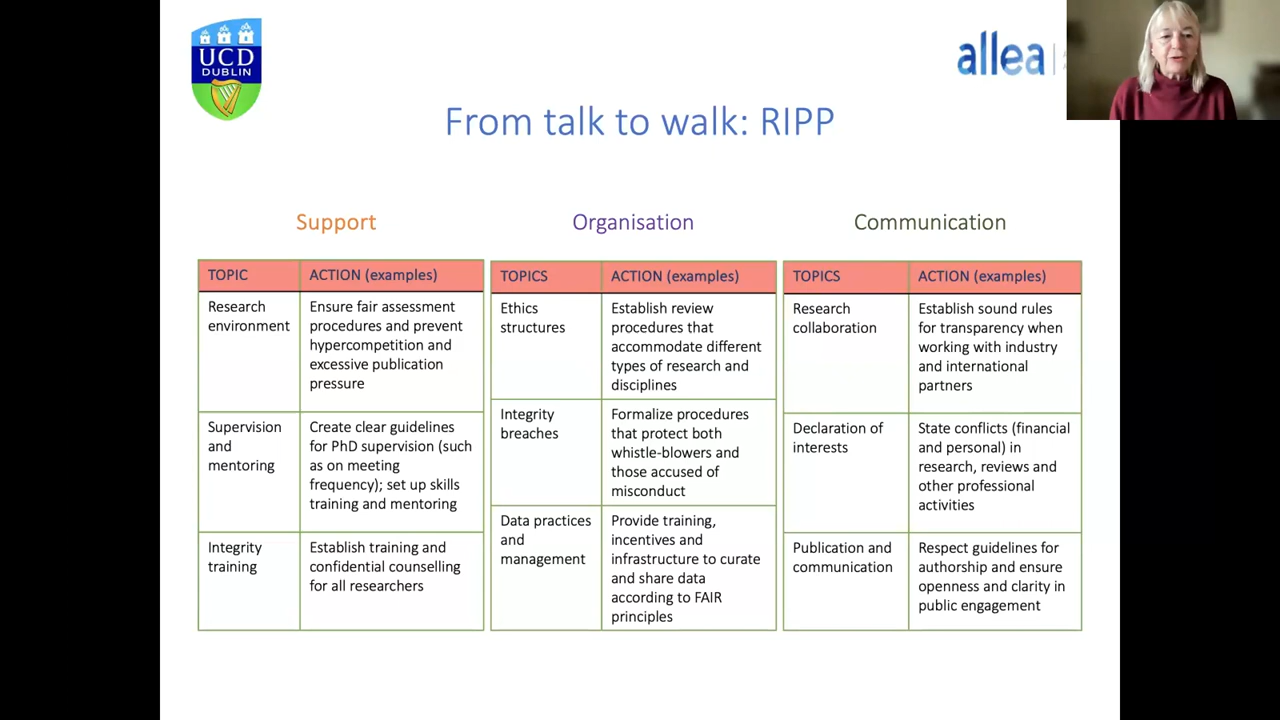 UCD
DUBLIN
allea
From talk to walk: RIPP
Support
TOPIC
ACTION (examples)
Research
environment
Ensure fair assessment
procedures and prevent
hypercompetition and
excessive publication
pressure
Supervision
and
mentoring
Create clear guidelines
for PhD supervision (such
as on meeting
frequency); set up skills
training and mentoring
Integrity
training
Establish training and
confidential counselling
for all researchers
Organisation
TOPICS
ACTION (examples)
Ethics
structures
Establish review
procedures that
accommodate different
types of research and
disciplines
Integrity
breaches
Formalize procedures
that protect both
whistle-blowers and
those accused of
misconduct
Data practices
and
management
Provide training,
incentives and
infrastructure to curate
and share data
according to FAIR
principles
Communication
TOPICS
ACTION (examples)
Research
collaboration
Establish sound rules
for transparency when
working with industry
and international
partners
Declaration of
interests
State conflicts (financial
and personal) in
research, reviews and
other professional
activities
Publication and
communication
Respect guidelines for
authorship and ensure
openness and clarity in
public engagement